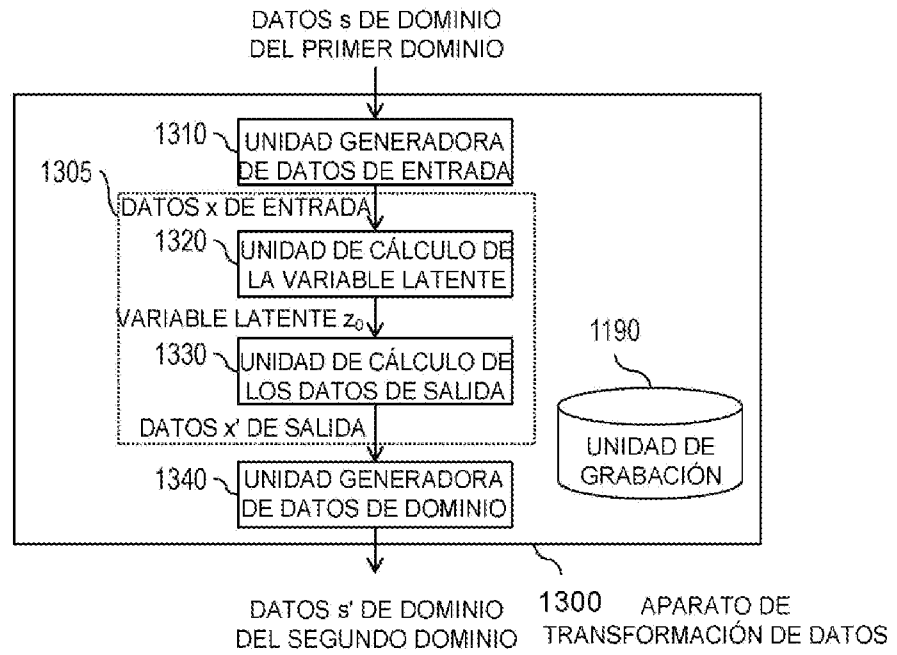 DATOS s DE DOMINIO
DEL PRIMER DOMINIO
1310
UNIDAD GENERADORA
DE DATOS DE ENTRADA
1305
DATOS x DE ENTRADA
1320
UNIDAD DE CÁLCULO DE
LA VARIABLE LATENTE
VARIABLE LATENTE z₀
1330
UNIDAD DE CÁLCULO DE
LOS DATOS DE SALIDA
1190
UNIDAD DE
GRABACIÓN
DATOS x' DE SALIDA
1340
UNIDAD GENERADORA
DE DATOS DE DOMINIO
DATOS s' DE DOMINIO
DEL SEGUNDO DOMINIO
1300 APARATO DE
TRANSFORMACIÓN DE DATOS